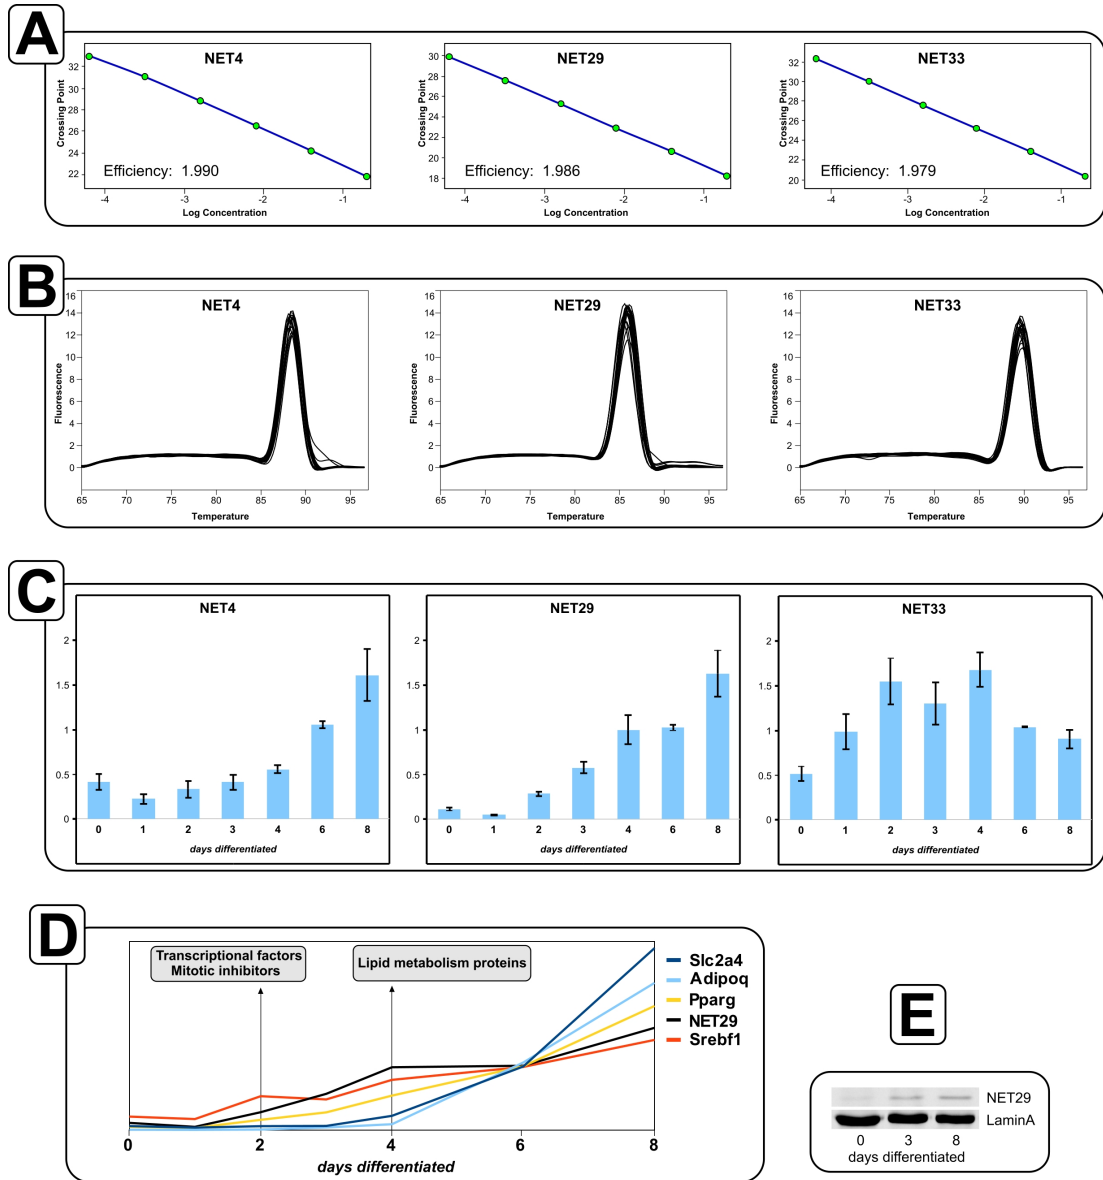 A
NET4
Crossing Point
32
30
28
26
24
22
Efficiency: 1.990
-4
-3
-2
-1
Log Concentration
NET29
Crossing Point
30
28
26
24
22
20
18
Efficiency: 1.986
-4
-3
-2
-1
Log Concentration
NET33
Crossing Point
32
30
28
26
24
22
20
Efficiency: 1.979
-4
-3
-2
-1
Log Concentration
B
NET4
Fluorescence
16
14
12
10
8
6
4
2
0
65 70 75 80 85 90 95
Temperature
NET29
Fluorescence
16
14
12
10
8
6
4
2
0
65 70 75 80 85 90 95
Temperature
NET33
Fluorescence
16
14
12
10
8
6
4
2
0
65 70 75 80 85 90 95
Temperature
C
NET4
2
1.5
1
0.5
0
0 1 2 3 4 6 8
days differentiated
NET29
2
1.5
1
0.5
0
0 1 2 3 4 6 8
days differentiated
NET33
2
1.5
1
0.5
0
0 1 2 3 4 6 8
days differentiated
D
Transcriptional factors
Mitotic inhibitors
Lipid metabolism proteins
Slc2a4
Adipoq
Pparg
NET29
Srebf1
0 2 4 6 8
days differentiated
E
NET29
LaminA
0 3 8
days differentiated